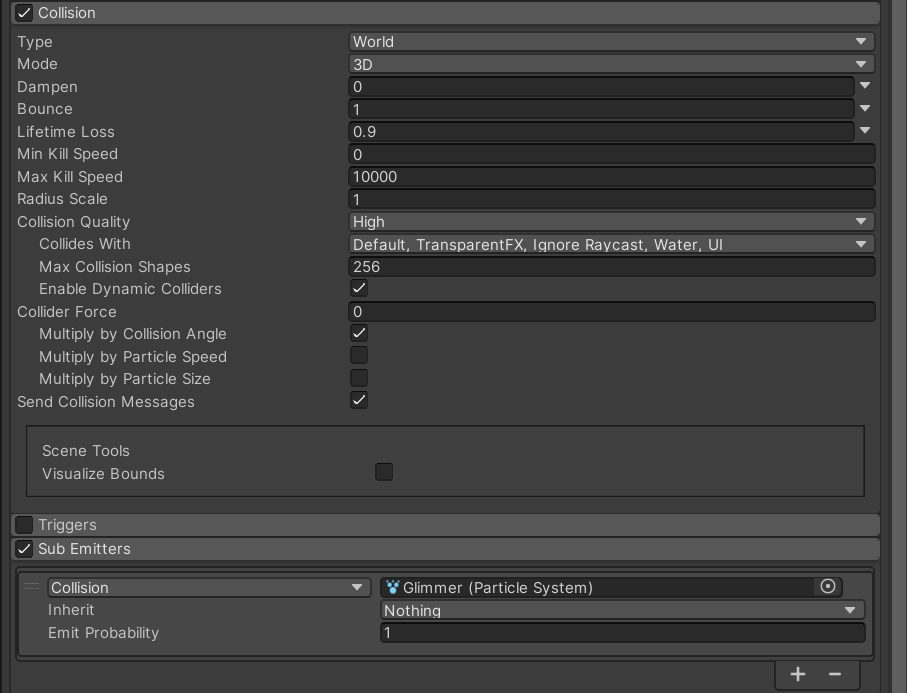 Collision
Type World
Mode 3D
Dampen 0
Bounce 1
Lifetime Loss 0.9
Min Kill Speed 0
Max Kill Speed 10000
Radius Scale 1
Collision Quality High
Collides With Default, TransparentFX, Ignore Raycast, Water, UI
Max Collision Shapes 256
Enable Dynamic Colliders
Collider Force 0
Multiply by Collision Angle
Multiply by Particle Speed
Multiply by Particle Size
Send Collision Messages
Scene Tools
Visualize Bounds
Triggers
Sub Emitters
Collision Glimmer (Particle System)
Inherit Nothing
Emit Probability 1